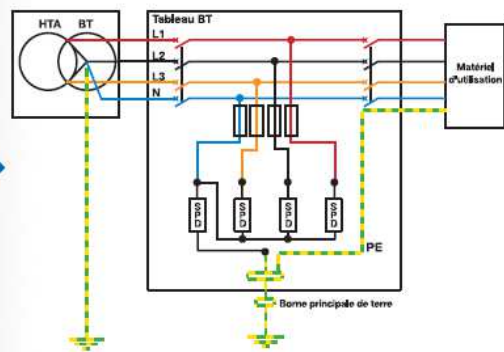 HTA BT
Tableau BT
L1
L2
L3
N
Matériel
d'utilisation
SPD SPD SPD SPD
PE
Borne principale de terre